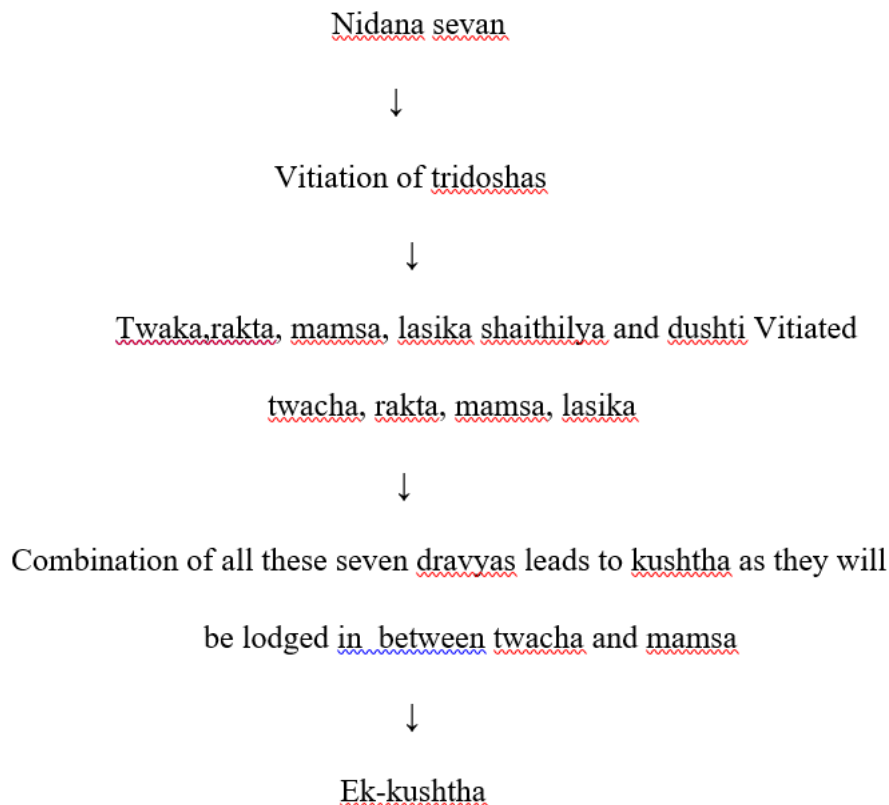 Nidana sevan
↓
Vitiation of tridoshas
↓
Twaka,rakta, mamsa, lasika shaithilya and dushti Vitiated
twacha, rakta, mamsa, lasika
↓
Combination of all these seven dravyas leads to kushtha as they will
be lodged in  between twacha and mamsa
↓
Ek-kushtha